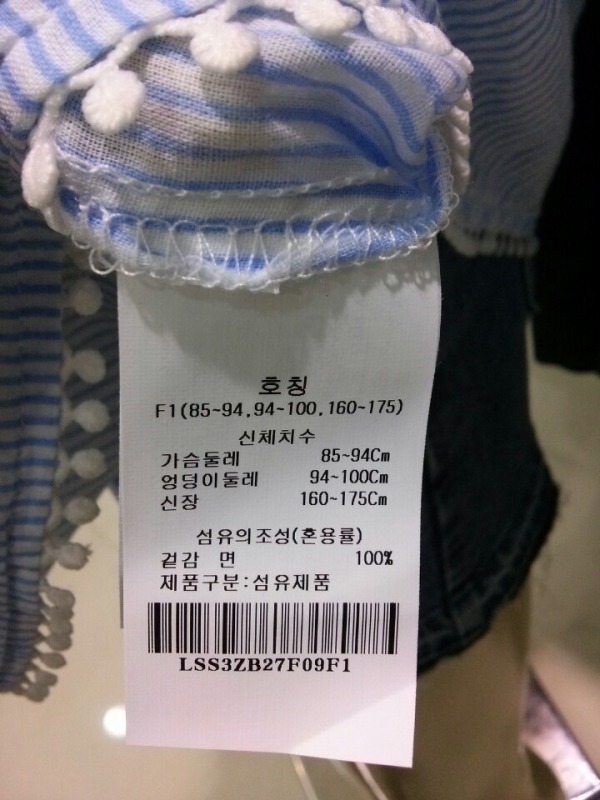 호칭
F1(85~94,94~100,160~175)
신체치수
가슴둘레 85~94Cm
엉덩이둘레 94~100Cm
신장 160~175Cm
섬유의조성(혼용률)
겉감 면 100%
제품구분:섬유제품
LSS3ZB27F09F1